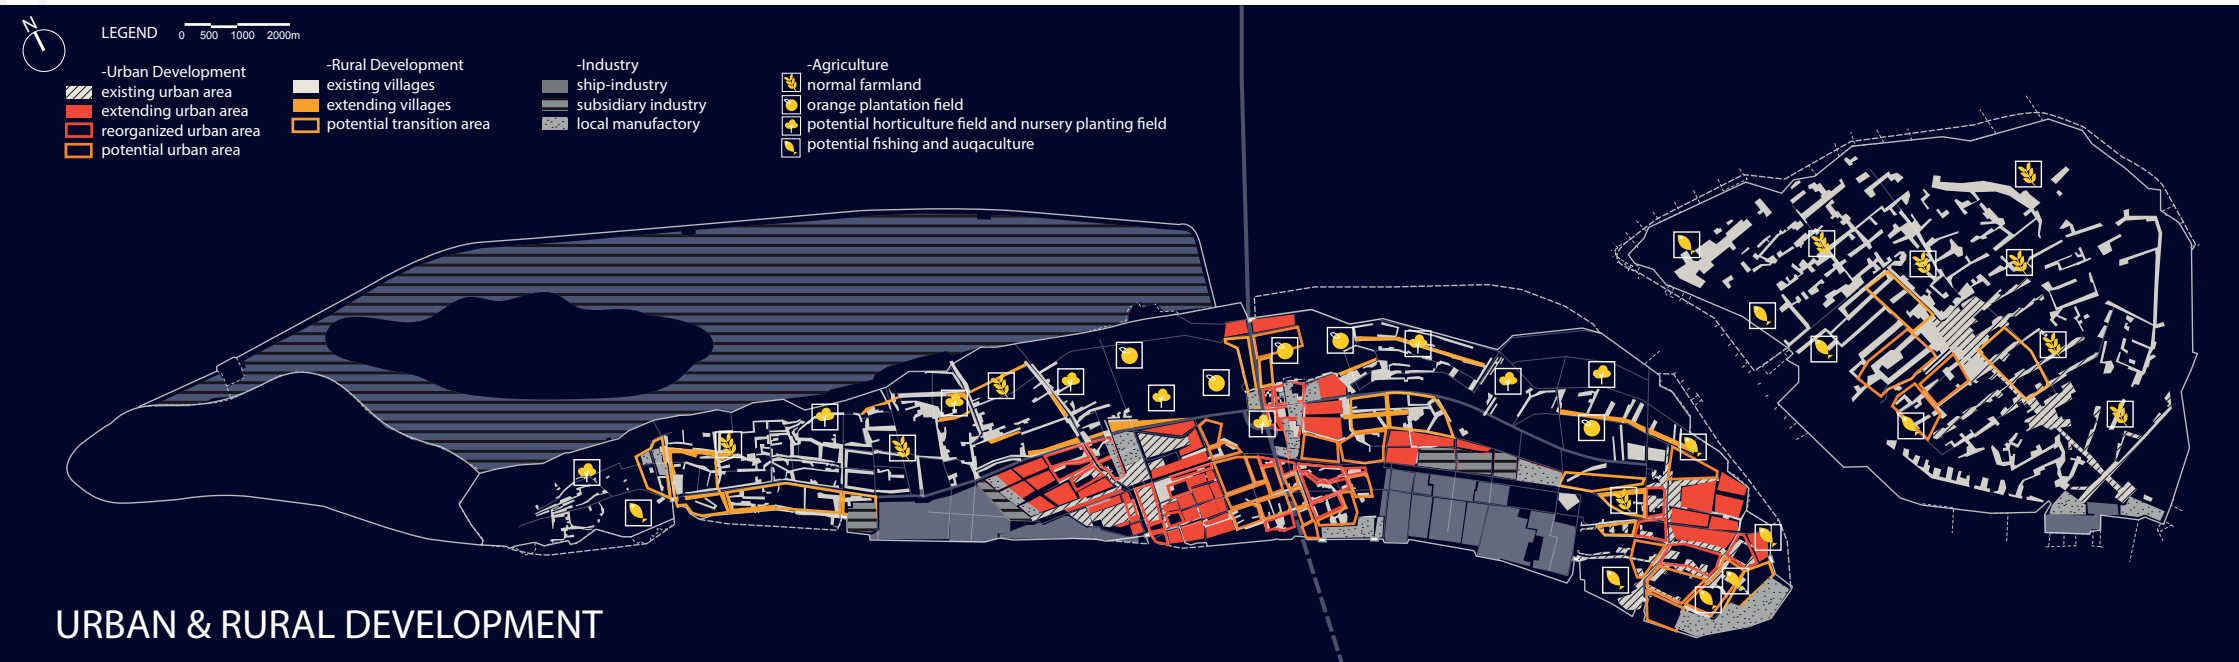 N
LEGEND
0 500 1000 2000m
-Urban Development
existing urban area
extending urban area
reorganized urban area
potential urban area
-Rural Development
existing villages
extending villages
potential transition area
-Industry
ship-industry
subsidiary industry
local manufactory
-Agriculture
normal farmland
orange plantation field
potential horticulture field and nursery planting field
potential fishing and auqaculture
URBAN & RURAL DEVELOPMENT